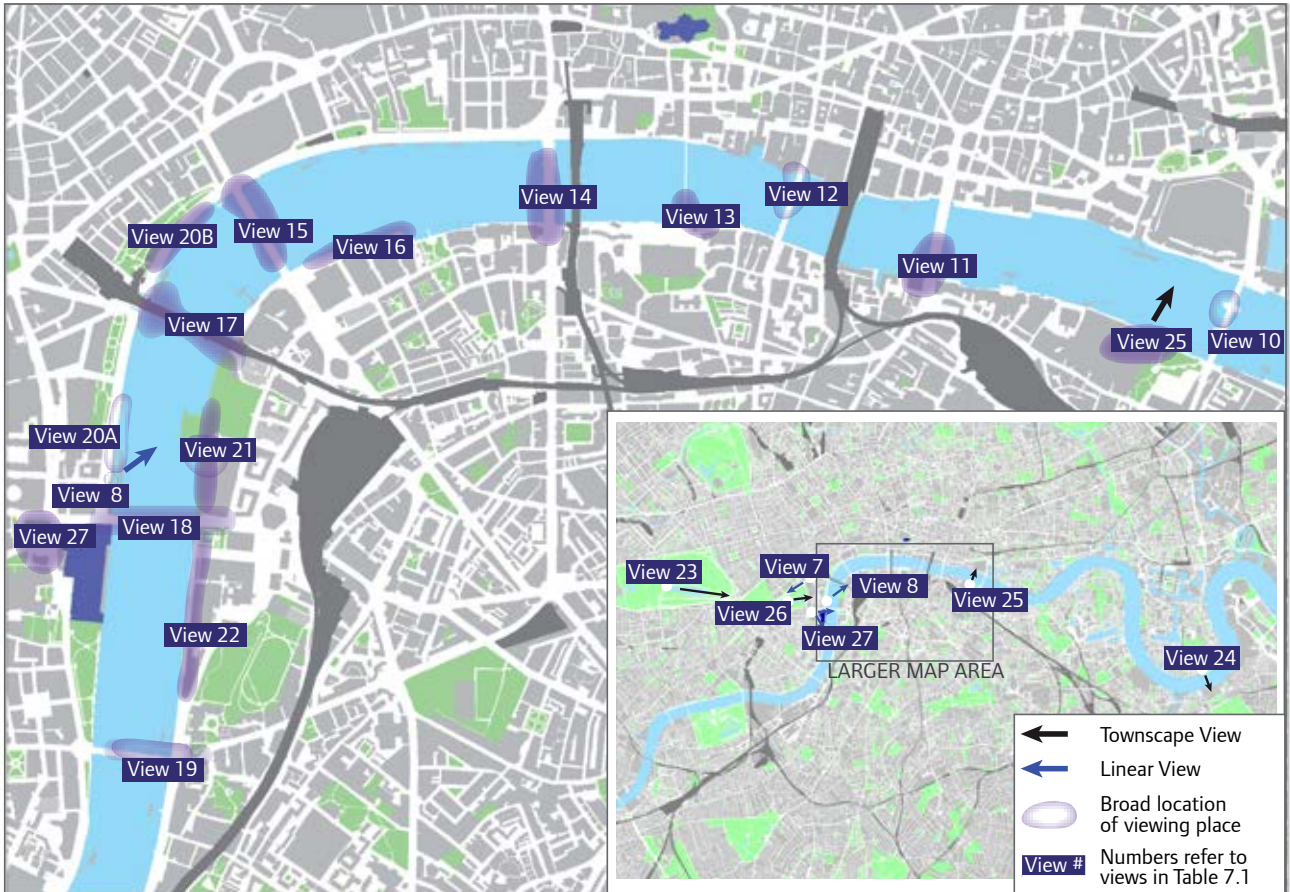 View 12
View 14
View 13
View 15
View 20B
View 16
View 11
View 17
View 25
View 10
View 20A
View 21
View 8
View 18
View 27
View 22
View 19
View 23
View 7
View 8
View 26
View 25
View 27
View 24
LARGER MAP AREA
Townscape View
Linear View
Broad location
of viewing place
View # Numbers refer to
views in Table 7.1